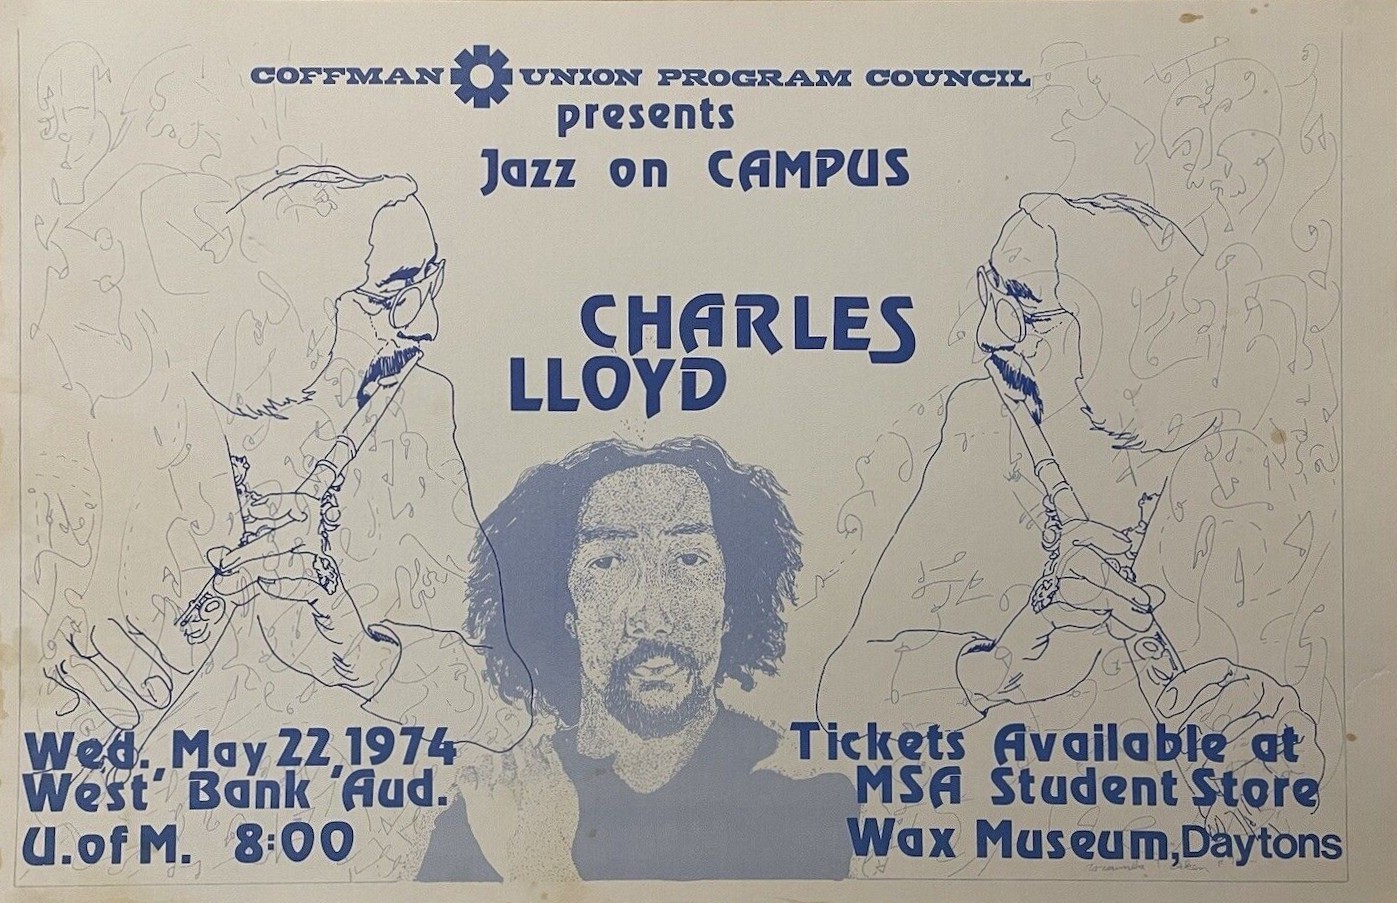 COFFMAN UNION PROGRAM COUNCIL
presents
Jazz on CAMPUS
CHARLES
LLOYD
Wed., May 22, 1974
West Bank Aud.
U. of M. 8:00
Tickets Available at
MSA Student Store
Wax Museum, Daytons